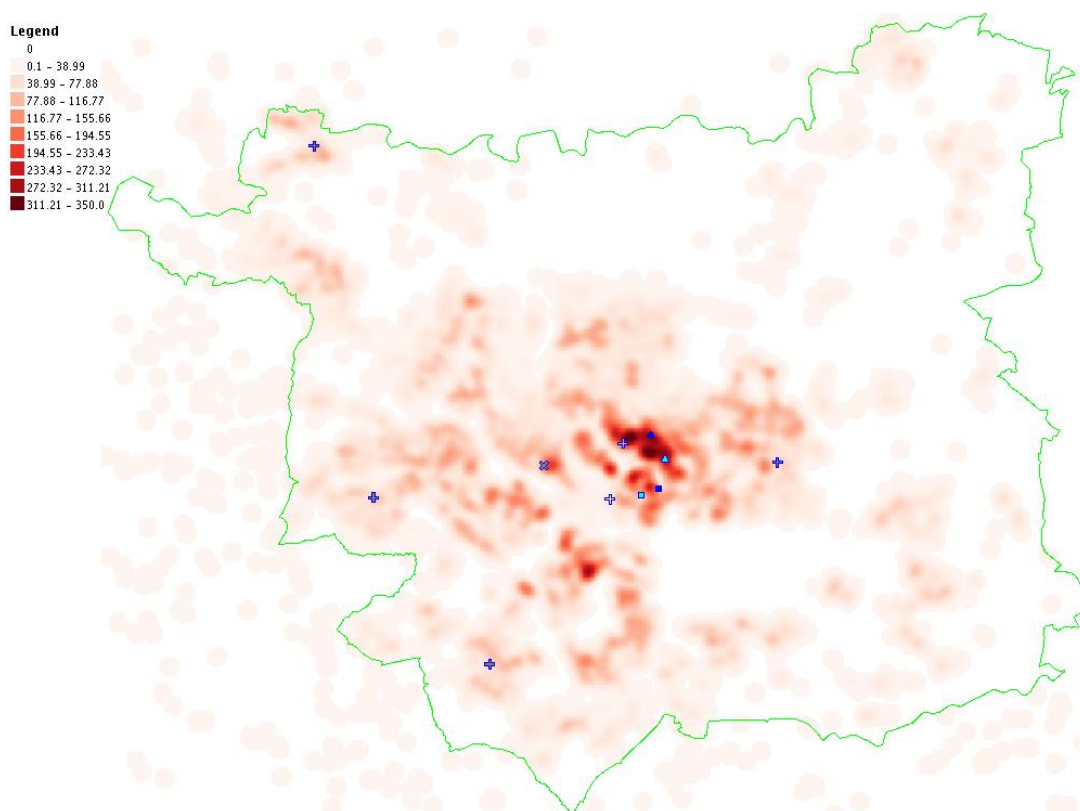 Legend
0
0.1 - 38.99
38.99 - 77.88
77.88 - 116.77
116.77 - 155.66
155.66 - 194.55
194.55 - 233.43
233.43 - 272.32
272.32 - 311.21
311.21 - 350.0